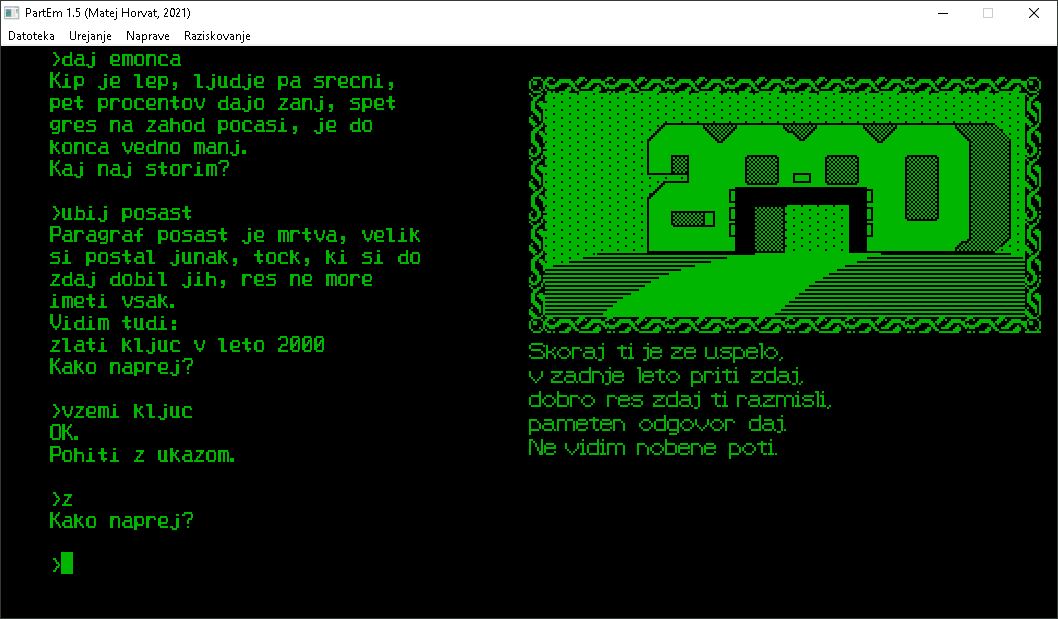 PartEm 1.5 (Matej Horvat, 2021)
Datoteka Urejanje Naprave Raziskovanje
>daj emonca
Kip je lep, ljudje pa srecni,
pet procentov dajo zanj, spet
gres na zahod pocasi, je do
konca vedno manj.
Kaj naj storim?
>ubij posast
Paragraf posast je mrtva, velik
si postal junak, tock, ki si do
zdaj dobil jih, res ne more
imeti vsak.
Vidim tudi:
zlati kljuc v leto 2000
Kako naprej?
>vzemi kljuc
OK.
Pohiti z ukazom.
>z
Kako naprej?
>
2000
Skoraj ti je ze uspelo,
v zadnje leto priti zdaj,
dobro res zdaj ti razmisli,
pameten odgovor daj.
Ne vidim nobene poti.